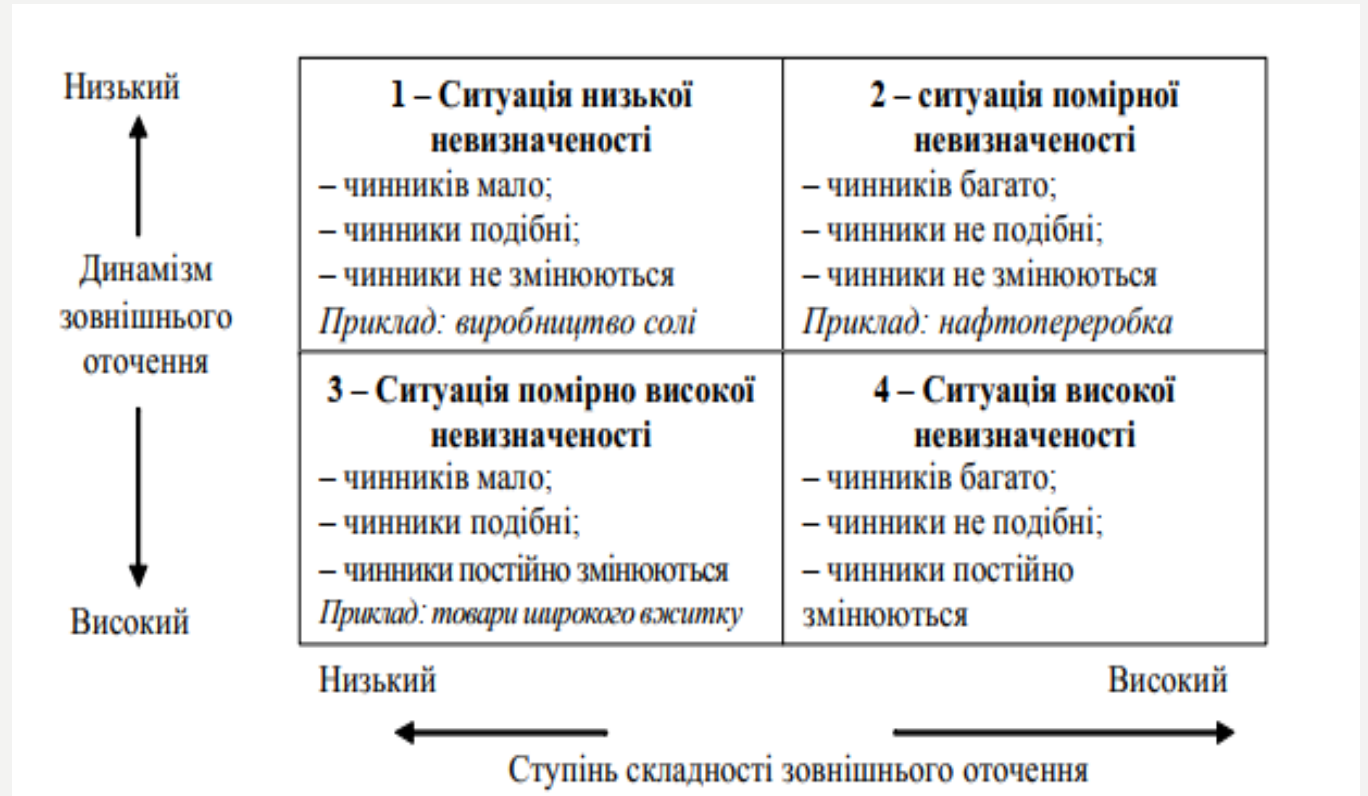 Низький
Динамізм
зовнішнього
оточення
Високий
1 – Ситуація низької
невизначеності
– чинників мало;
– чинники подібні;
– чинники не змінюються
Приклад: виробництво солі
2 – ситуація помірної
невизначеності
– чинників багато;
– чинники не подібні;
– чинники не змінюються
Приклад: нафтопереробка
3 – Ситуація помірно високої
невизначеності
– чинників мало;
– чинники подібні;
– чинники постійно змінюються
Приклад: товари широкого вжитку
4 – Ситуація високої
невизначеності
– чинників багато;
– чинники не подібні;
– чинники постійно
змінюються
Низький
Високий
Ступінь складності зовнішнього оточення